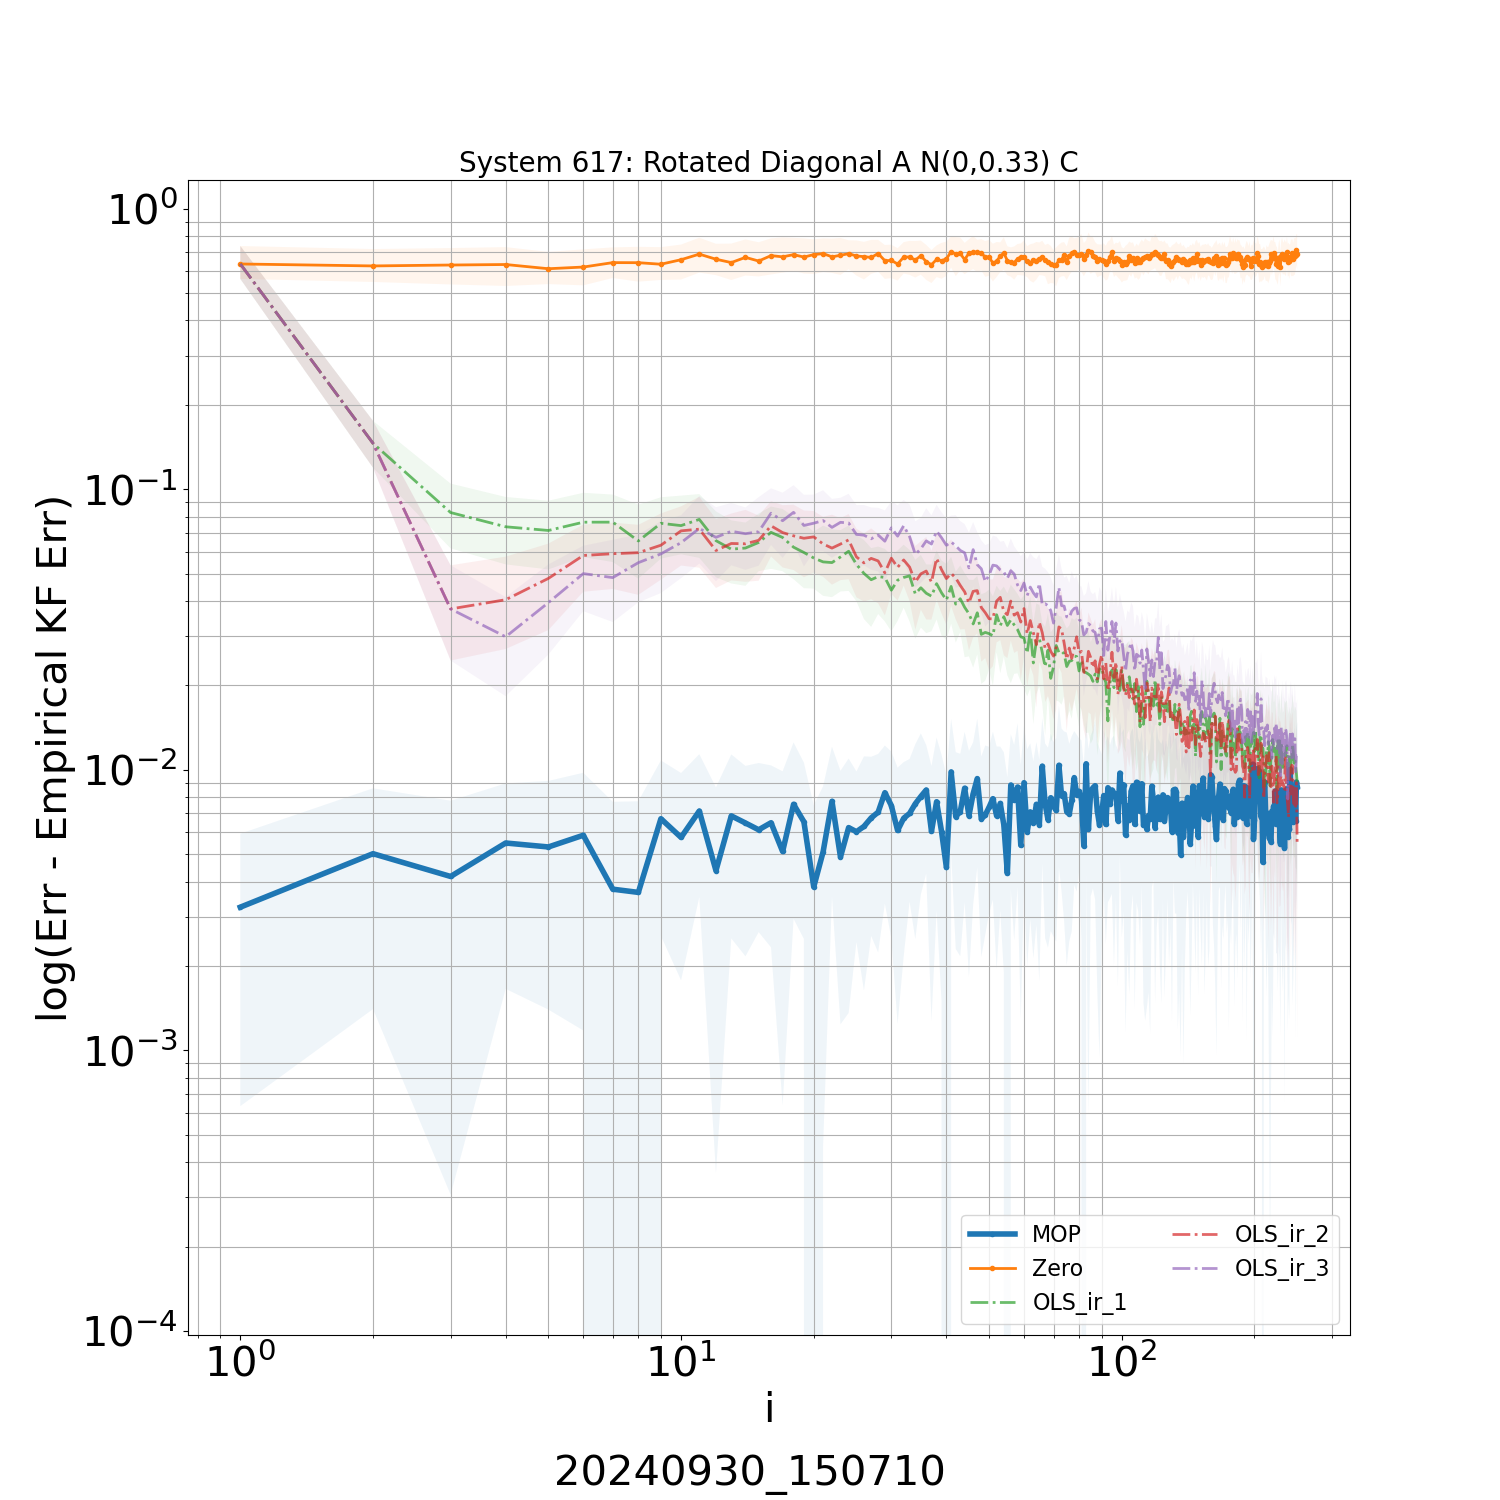 System 617: Rotated Diagonal A N(0,0.33) C
log(Err - Empirical KF Err)
10⁰
10⁻¹
10⁻²
10⁻³
10⁻⁴
MOP
Zero
OLS_ir_1
OLS_ir_2
OLS_ir_3
10⁰ 10¹ 10²
i
20240930_150710